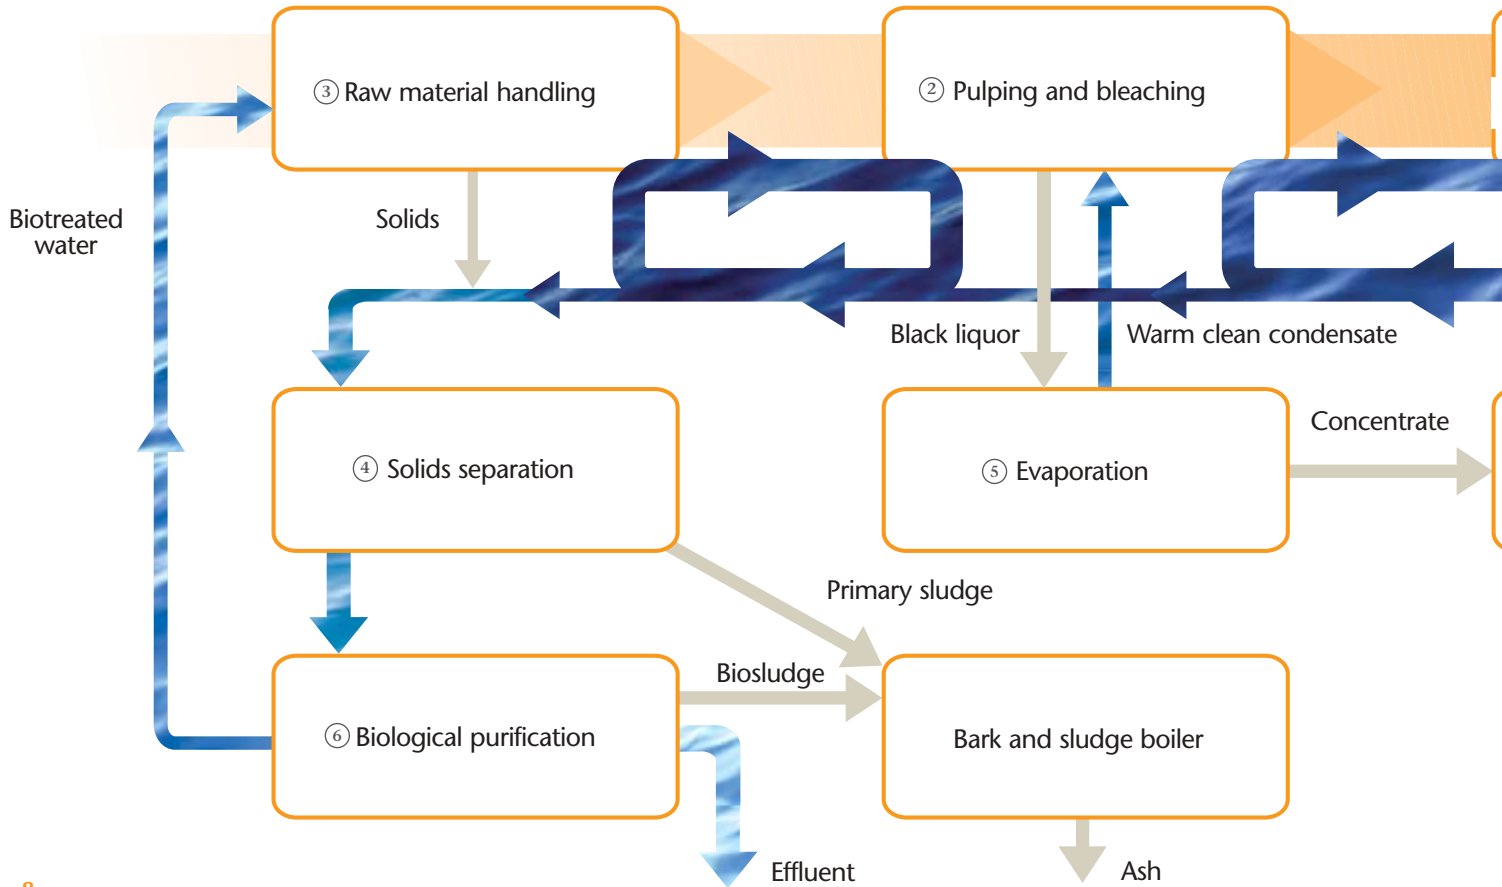 ③ Raw material handling
② Pulping and bleaching
Biotreated
water
Solids
Black liquor
Warm clean condensate
Concentrate
④ Solids separation
⑤ Evaporation
Primary sludge
Biosludge
⑥ Biological purification
Bark and sludge boiler
Effluent
Ash
8